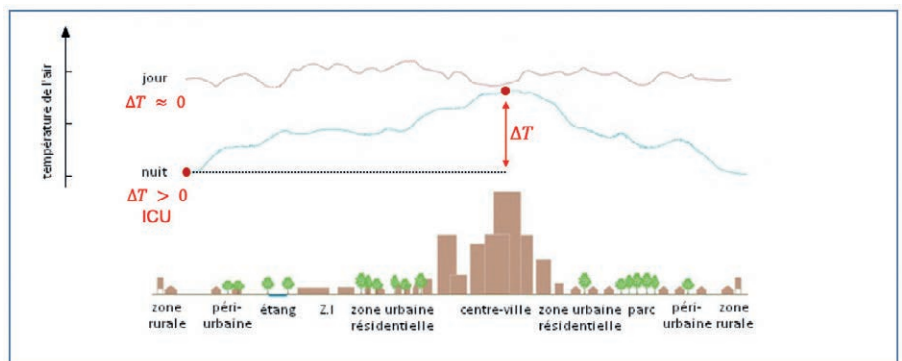 température de l'air
jour
ΔT ≈ 0
ΔT
nuit
ΔT > 0
ICU
zone rurale
péri-urbaine
étang
Z.I
zone urbaine résidentielle
centre-ville
zone urbaine résidentielle
parc
péri-urbaine
zone rurale